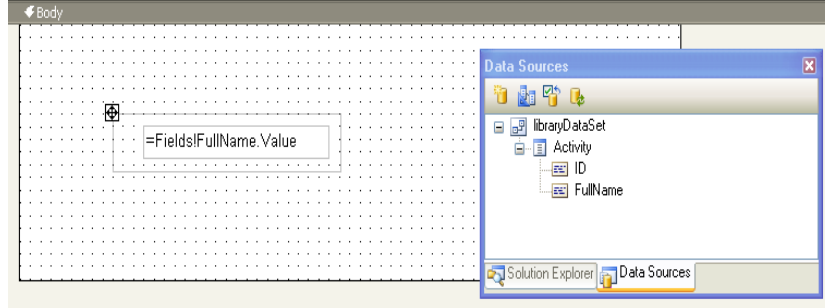 Body
=Fields!FullName.Value
Data Sources
libraryDataSet
Activity
ID
FullName
Solution Explorer
Data Sources